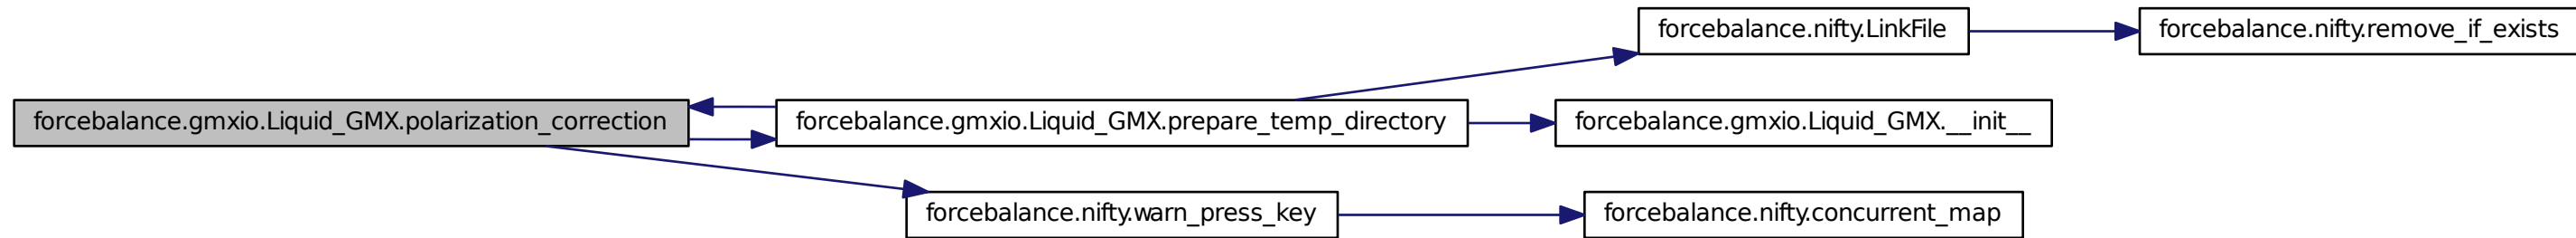 forcebalance.nifty.LinkFile
forcebalance.nifty.remove_if_exists
forcebalance.gmxio.Liquid_GMX.polarization_correction
forcebalance.gmxio.Liquid_GMX.prepare_temp_directory
forcebalance.gmxio.Liquid_GMX.__init__
forcebalance.nifty.warn_press_key
forcebalance.nifty.concurrent_map